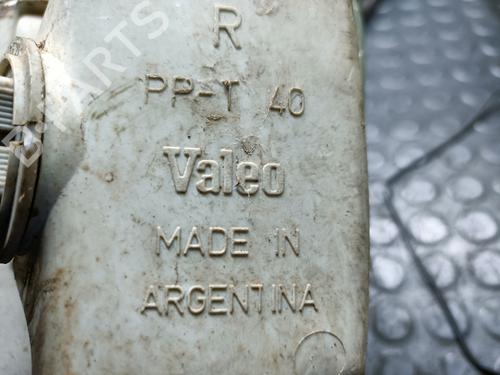 R
PP-T 40
Valeo
MADE IN
ARGENTINA